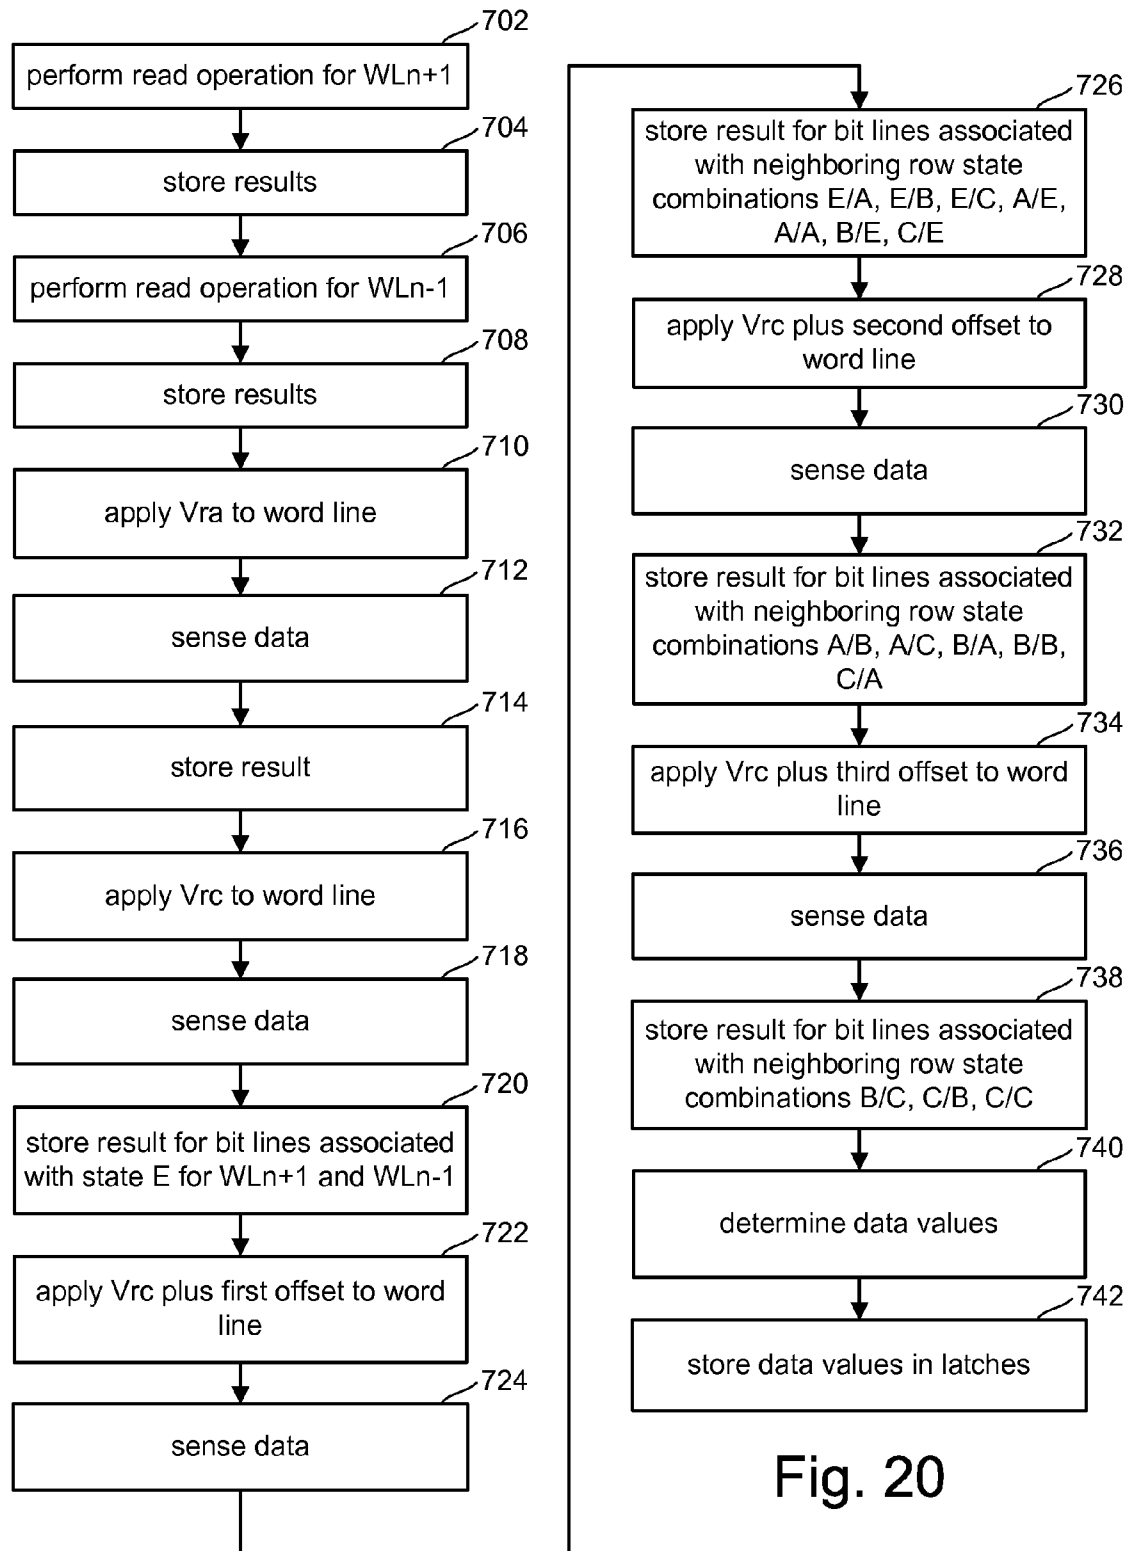 702
perform read operation for WLn+1
704
store results
706
perform read operation for WLn-1
708
store results
710
apply Vra to word line
712
sense data
714
store result
716
apply Vrc to word line
718
sense data
720
store result for bit lines associated
with state E for WLn+1 and WLn-1
722
apply Vrc plus first offset to word
line
724
sense data
726
store result for bit lines associated
with neighboring row state
combinations E/A, E/B, E/C, A/E,
A/A, B/E, C/E
728
apply Vrc plus second offset to
word line
730
sense data
732
store result for bit lines associated
with neighboring row state
combinations A/B, A/C, B/A, B/B,
C/A
734
apply Vrc plus third offset to word
line
736
sense data
738
store result for bit lines associated
with neighboring row state
combinations B/C, C/B, C/C
740
determine data values
742
store data values in latches
Fig. 20